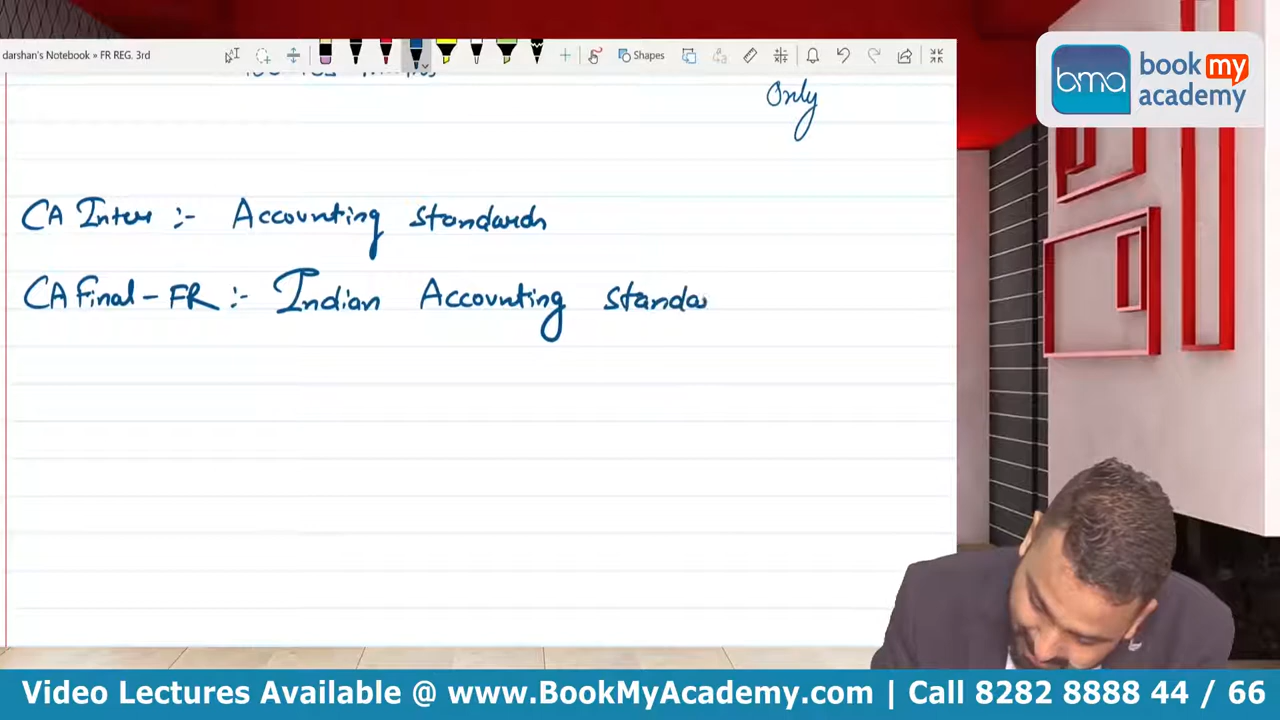 darshan's Notebook » FR REG. 3rd
Shapes
bma
book my
academy
Only
CA Inter :- Accounting Standards
CA Final - FR :- Indian Accounting Standa
Video Lectures Available @ www.BookMyAcademy.com | Call 8282 8888 44 / 66